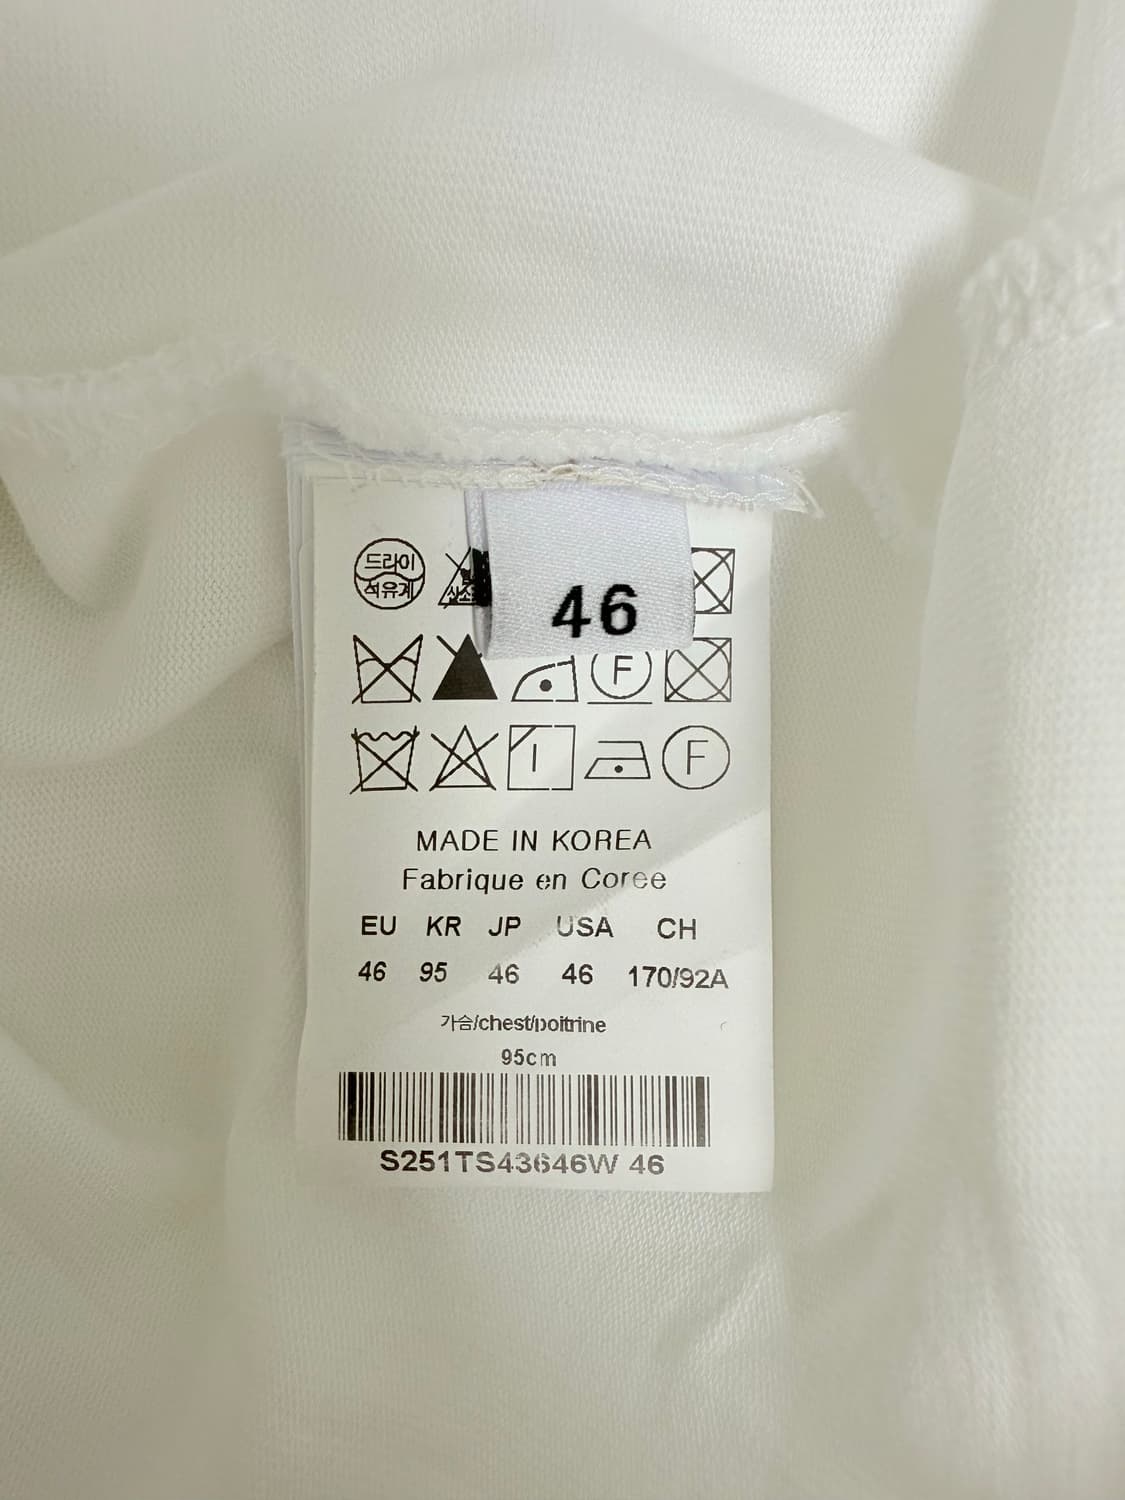 드라이
석유계
46
F
F
MADE IN KOREA
Fabrique en Coree
EU KR JP USA CH
46 95 46 46 170/92A
가슴/chest/poitrine
95cm
S251TS43646W 46